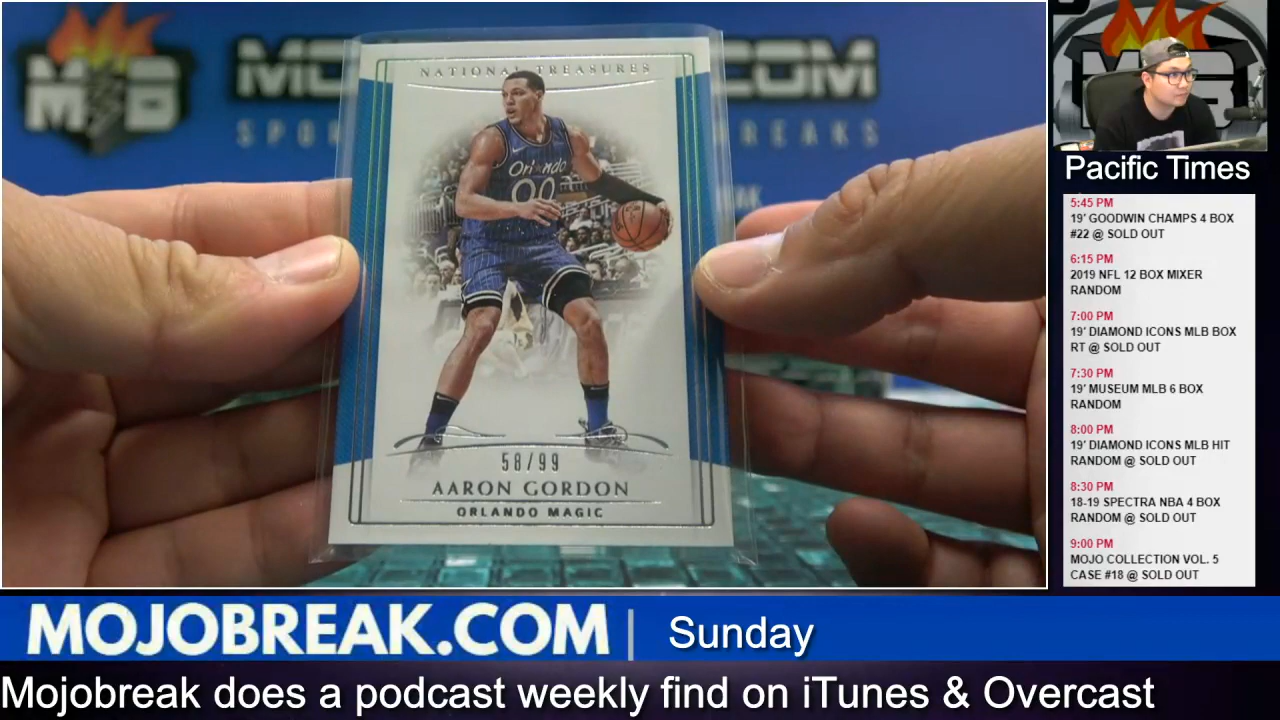 NATIONAL TREASURES
Orlando
00
58/99
AARON GORDON
ORLANDO MAGIC
Pacific Times
5:45 PM
19' GOODWIN CHAMPS 4 BOX
#22 @ SOLD OUT
6:15 PM
2019 NFL 12 BOX MIXER
RANDOM
7:00 PM
19' DIAMOND ICONS MLB BOX
RT @ SOLD OUT
7:30 PM
19' MUSEUM MLB 6 BOX
RANDOM
8:00 PM
19' DIAMOND ICONS MLB HIT
RANDOM @ SOLD OUT
8:30 PM
18-19 SPECTRA NBA 4 BOX
RANDOM @ SOLD OUT
9:00 PM
MOJO COLLECTION VOL. 5
CASE #18 @ SOLD OUT
MOJOBREAK.COM | Sunday
Mojobreak does a podcast weekly find on iTunes & Overcast